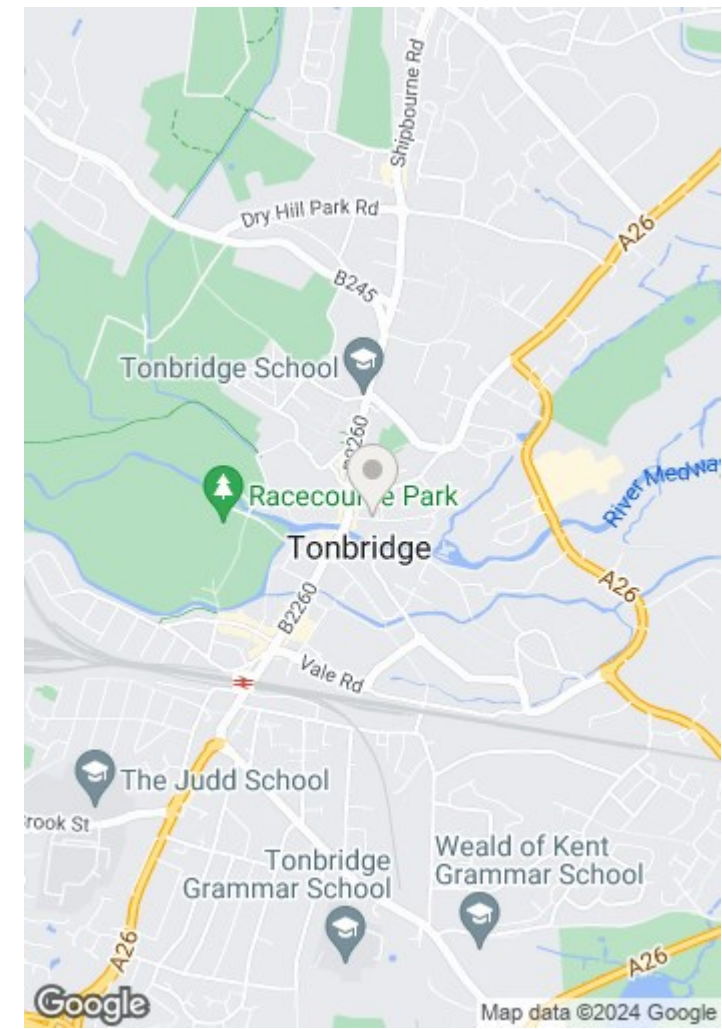 Shipbourne Rd
Dry Hill Park Rd
A26
B245
Tonbridge School
Racecourse Park
River Medway
Tonbridge
A26
B2260
Vale Rd
The Judd School
rook St
Weald of Kent
Grammar School
Tonbridge
Grammar School
A26
A26
Google
Map data ©2024 Google